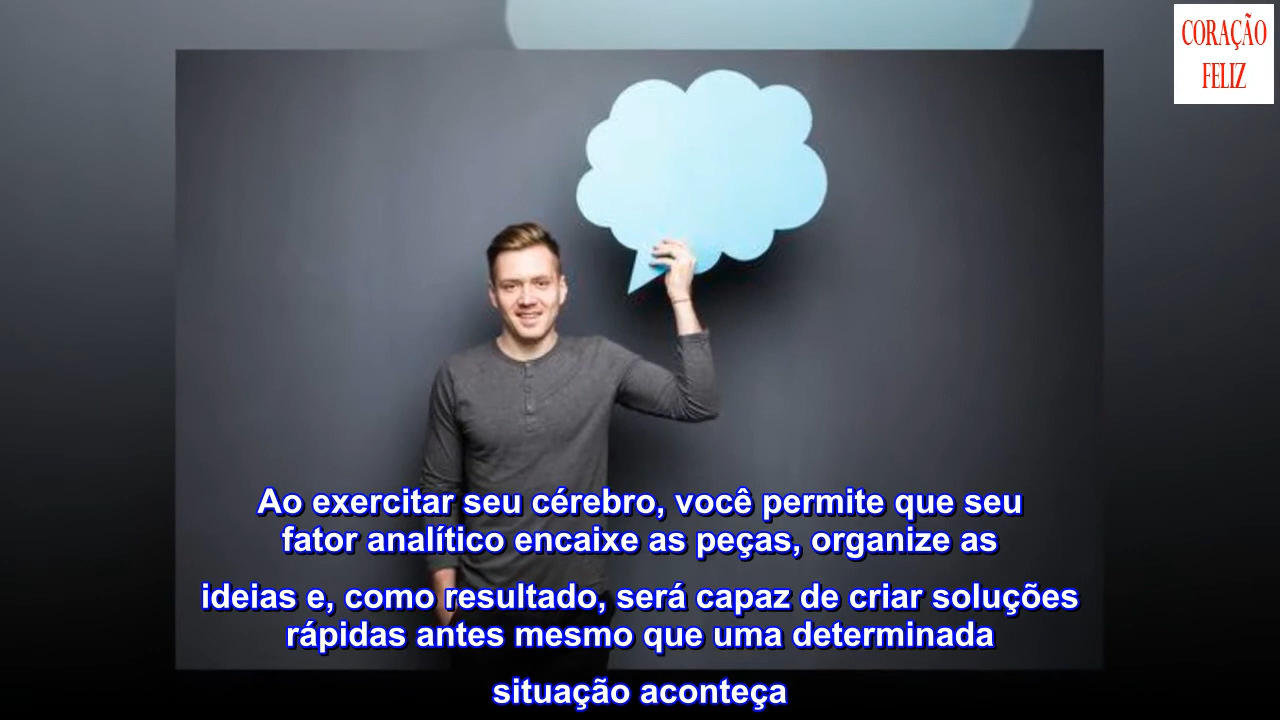 CORAÇÃO
FELIZ
Ao exercitar seu cérebro, você permite que seu
fator analítico encaixe as peças, organize as
ideias e, como resultado, será capaz de criar soluções
rápidas antes mesmo que uma determinada
situação aconteça